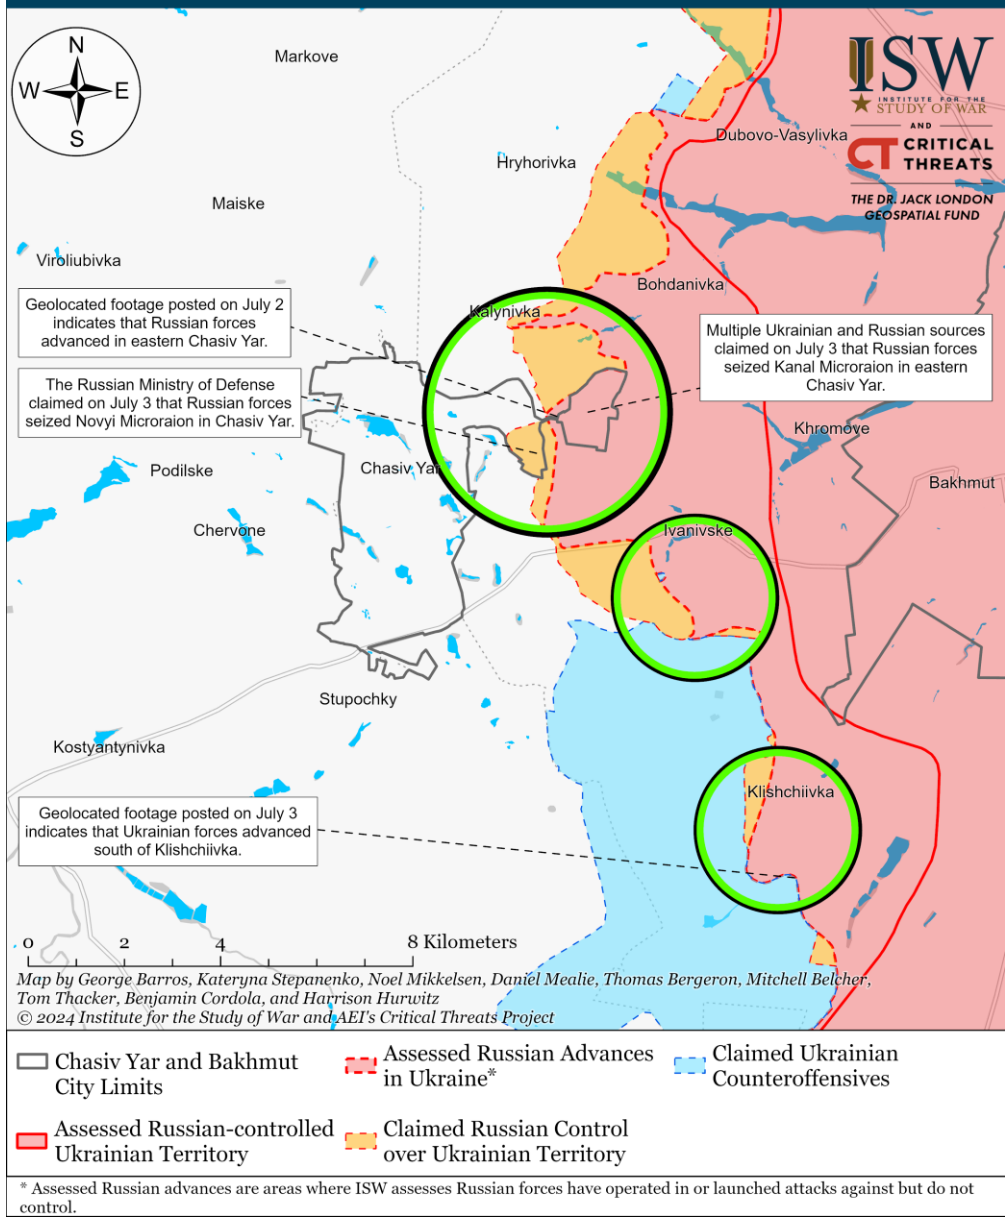 N
W
E
S
Markove
ISW
INSTITUTE FOR THE
STUDY OF WAR
AND
CT CRITICAL
THREATS
THE DR. JACK LONDON
GEOSPATIAL FUND
Dubovo-Vasylivka
Hryhorivka
Maiske
Viroliubivka
Bohdanivka
Kalynivka
Geolocated footage posted on July 2
indicates that Russian forces
advanced in eastern Chasiv Yar.
Multiple Ukrainian and Russian sources
claimed on July 3 that Russian forces
seized Kanal Microraion in eastern
Chasiv Yar.
The Russian Ministry of Defense
claimed on July 3 that Russian forces
seized Novyi Microraion in Chasiv Yar.
Khromove
Podilske
Chasiv Yar
Bakhmut
Chervone
Ivanivske
Stupochky
Kostyantynivka
Klishchiivka
Geolocated footage posted on July 3
indicates that Ukrainian forces advanced
south of Klishchiivka.
0 2 4 8 Kilometers
Map by George Barros, Kateryna Stepanenko, Noel Mikkelsen, Daniel Mealie, Thomas Bergeron, Mitchell Belcher,
Tom Thacker, Benjamin Cordola, and Harrison Hurwitz
© 2024 Institute for the Study of War and AEI's Critical Threats Project
Chasiv Yar and Bakhmut
City Limits
Assessed Russian Advances
in Ukraine*
Claimed Ukrainian
Counteroffensives
Assessed Russian-controlled
Ukrainian Territory
Claimed Russian Control
over Ukrainian Territory
* Assessed Russian advances are areas where ISW assesses Russian forces have operated in or launched attacks against but do not
control.